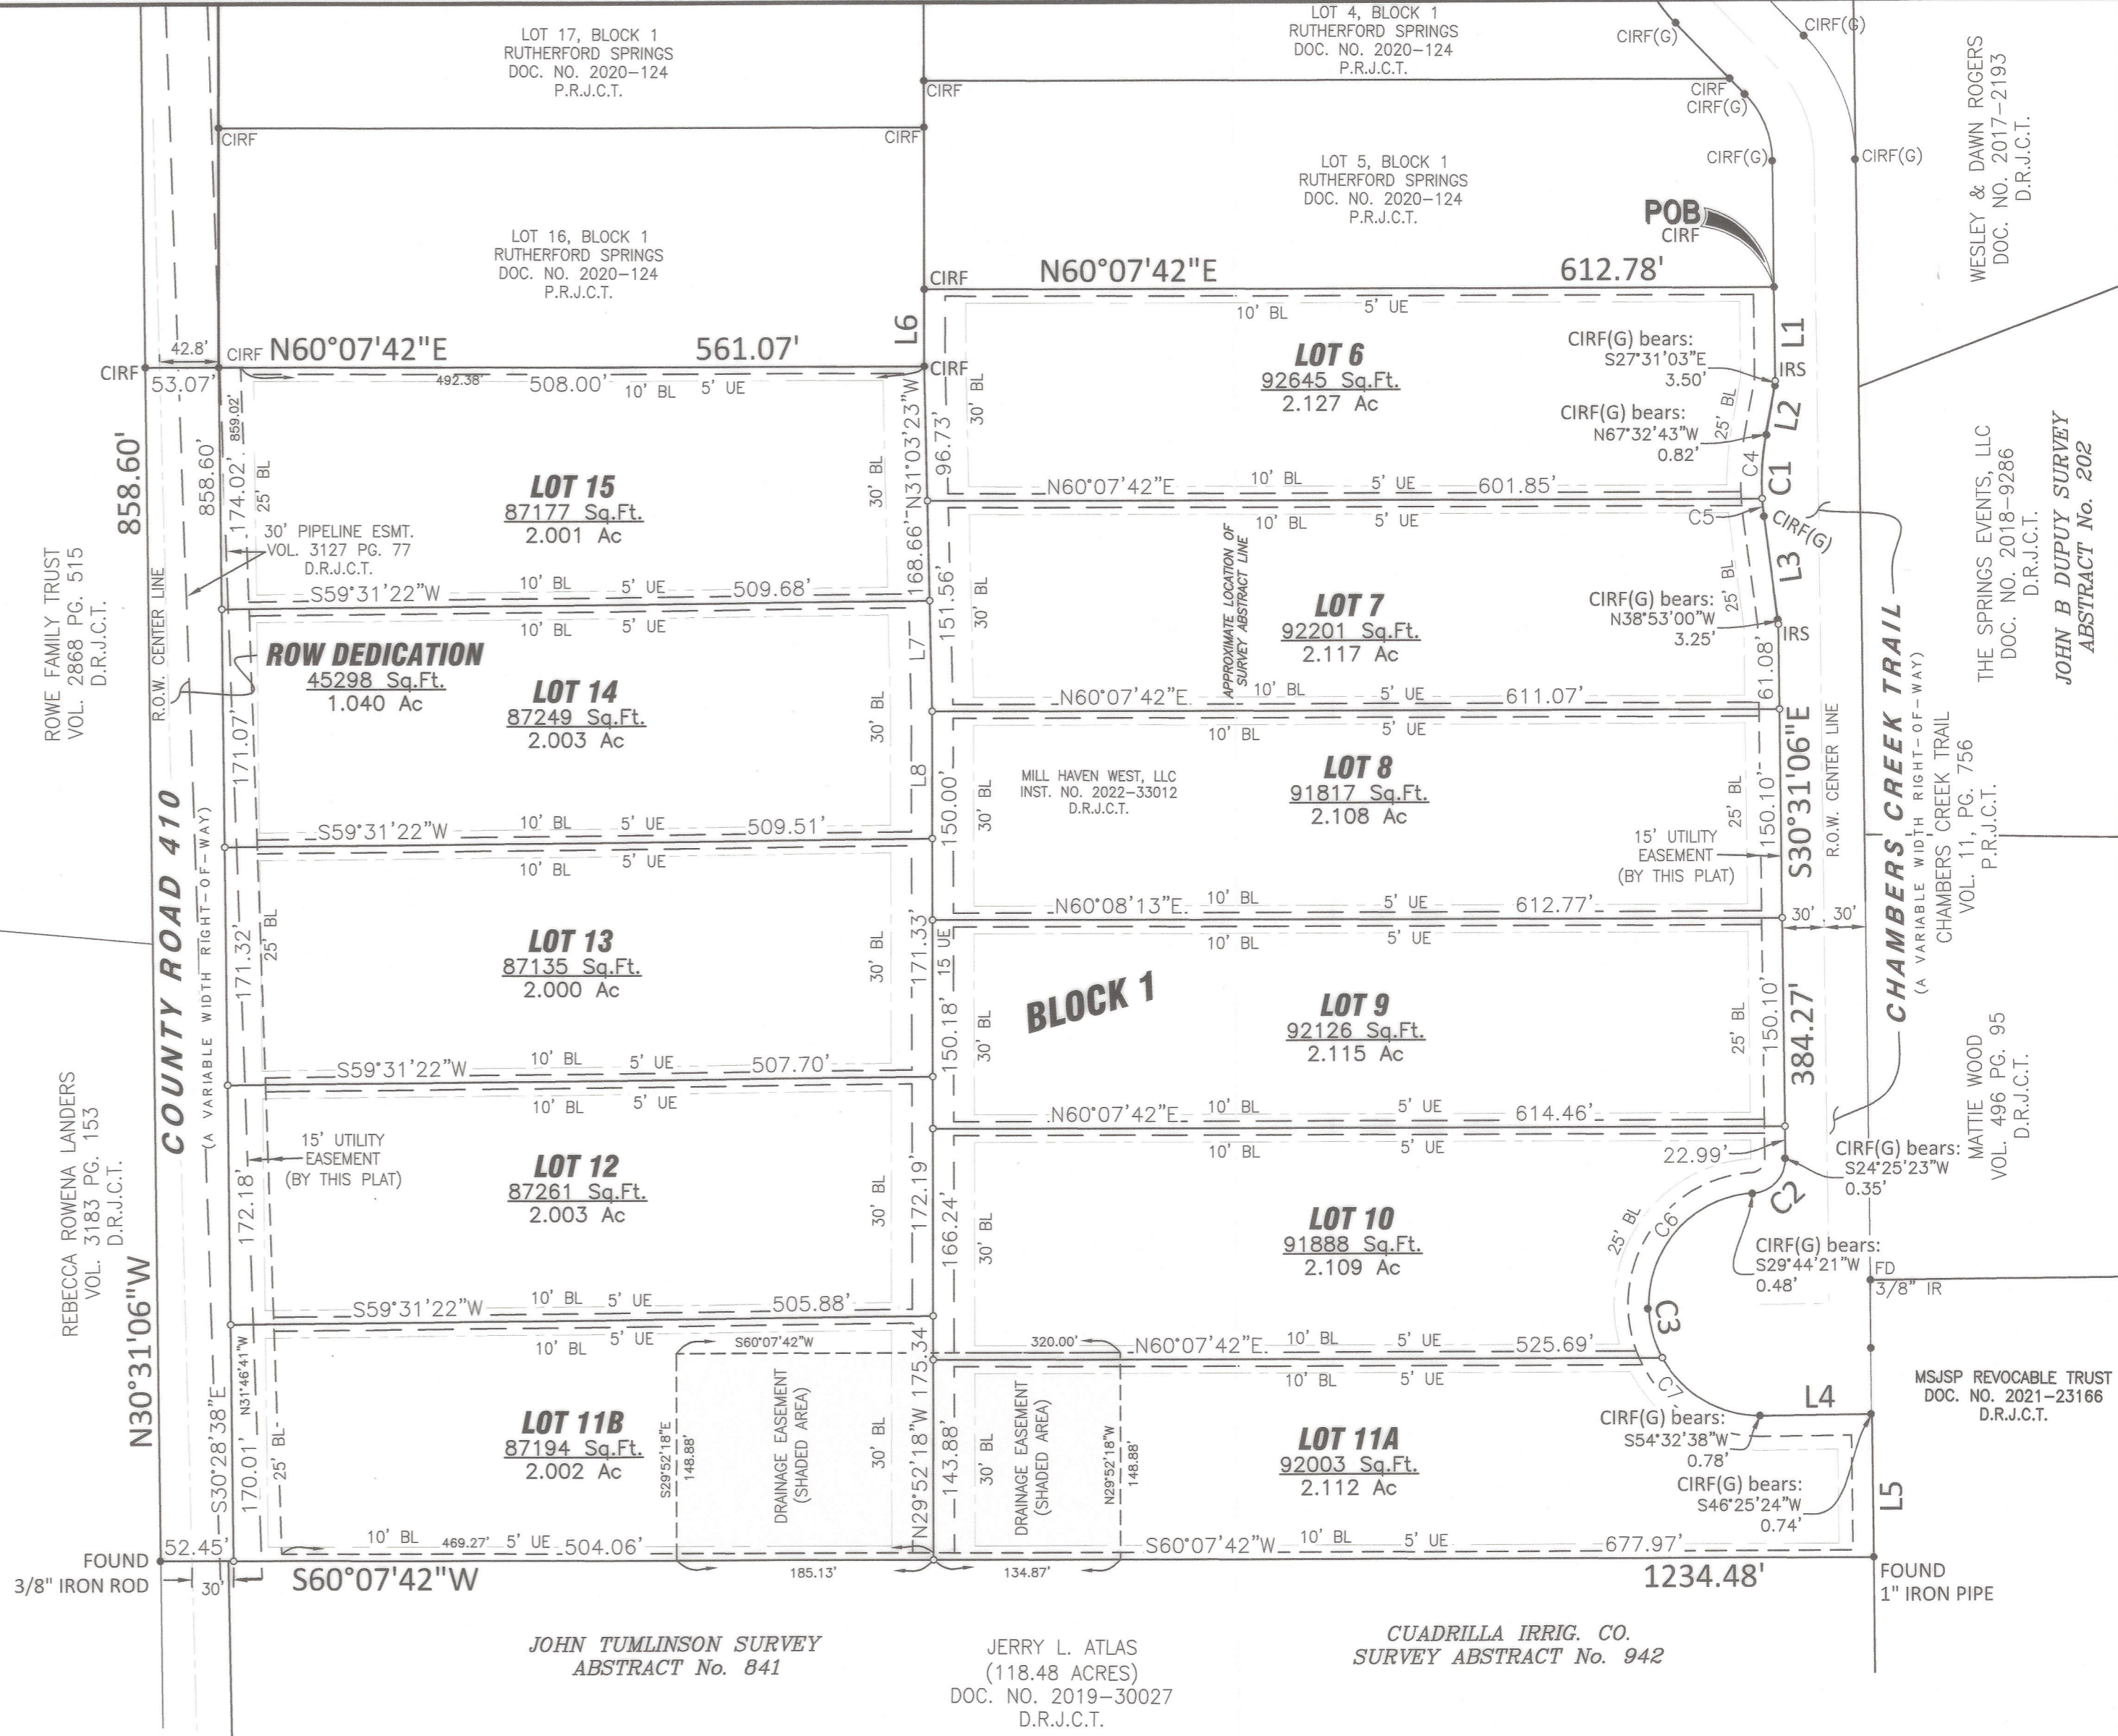 LOT 17, BLOCK 1
RUTHERFORD SPRINGS
DOC. NO. 2020-124
P.R.J.C.T.
LOT 4, BLOCK 1
RUTHERFORD SPRINGS
DOC. NO. 2020-124
P.R.J.C.T.
CIRF(G)
CIRF(G)
CIRF
CIRF
CIRF(G)
CIRF
CIRF
CIRF(G)
CIRF(G)
WESLEY & DAWN ROGERS
DOC. NO. 2017-2193
D.R.J.C.T.
LOT 5, BLOCK 1
RUTHERFORD SPRINGS
DOC. NO. 2020-124
P.R.J.C.T.
POB
CIRF
LOT 16, BLOCK 1
RUTHERFORD SPRINGS
DOC. NO. 2020-124
P.R.J.C.T.
CIRF
N60°07'42"E
612.78'
L6
L1
42.8'
CIRF
N60°07'42"E
561.07'
CIRF
CIRF
53.07'
492.38'
508.00'
10' BL
5' UE
10' BL
5' UE
LOT 6
92645 Sq.Ft.
2.127 Ac
CIRF(G) bears:
S27°31'03"E
3.50'
IRS
L2
CIRF(G) bears:
N67°32'43"W
0.82'
25' BL
C4
C1
30' BL
96.73'
N31°03'23"W
168.66'
859.02'
174.02'
858.60'
858.60'
25' BL
LOT 15
87177 Sq.Ft.
2.001 Ac
30' BL
30' PIPELINE ESMT.
VOL. 3127 PG. 77
D.R.J.C.T.
N60°07'42"E
10' BL
5' UE
601.85'
10' BL
5' UE
C5
CIRF(G)
L3
APPROXIMATE LOCATION OF
SURVEY ABSTRACT LINE
THE SPRINGS EVENTS, LLC
DOC. NO. 2018-9286
D.R.J.C.T.
JOHN B DUPUY SURVEY
ABSTRACT No. 202
ROWE FAMILY TRUST
VOL. 2868 PG. 515
D.R.J.C.T.
R.O.W. CENTER LINE
S59°31'22"W
10' BL
5' UE
509.68'
10' BL
5' UE
151.56'
30' BL
LOT 7
92201 Sq.Ft.
2.117 Ac
CIRF(G) bears:
N38°53'00"W
3.25'
25' BL
IRS
61.08'
ROW DEDICATION
45298 Sq.Ft.
1.040 Ac
LOT 14
87249 Sq.Ft.
2.003 Ac
30' BL
L7
L8
171.07'
N60°07'42"E
10' BL
5' UE
611.07'
10' BL
5' UE
MILL HAVEN WEST, LLC
INST. NO. 2022-33012
D.R.J.C.T.
LOT 8
91817 Sq.Ft.
2.108 Ac
30' BL
150.00'
25' BL
150.10'
S30°31'06"E
R.O.W. CENTER LINE
CHAMBERS CREEK TRAIL
(A VARIABLE WIDTH RIGHT-OF-WAY)
CHAMBERS CREEK TRAIL
VOL. 11, PG. 756
P.R.J.C.T.
15' UTILITY
EASEMENT
(BY THIS PLAT)
COUNTY ROAD 410
(A VARIABLE WIDTH RIGHT-OF-WAY)
S59°31'22"W
10' BL
5' UE
509.51'
10' BL
5' UE
N60°08'13"E
10' BL
5' UE
612.77'
10' BL
5' UE
30'
30'
171.32'
25' BL
LOT 13
87135 Sq.Ft.
2.000 Ac
30' BL
171.33'
15 UE
150.18'
30' BL
BLOCK 1
LOT 9
92126 Sq.Ft.
2.115 Ac
25' BL
150.10'
384.27'
MATTIE WOOD
VOL. 496 PG. 95
D.R.J.C.T.
S59°31'22"W
10' BL
5' UE
507.70'
10' BL
5' UE
N60°07'42"E
10' BL
5' UE
614.46'
10' BL
5' UE
22.99'
CIRF(G) bears:
S24°25'23"W
0.35'
REBECCA ROWENA LANDERS
VOL. 3183 PG. 153
D.R.J.C.T.
15' UTILITY
EASEMENT
(BY THIS PLAT)
172.18'
LOT 12
87261 Sq.Ft.
2.003 Ac
30' BL
172.19'
166.24'
30' BL
LOT 10
91888 Sq.Ft.
2.109 Ac
25' BL
C6
C2
CIRF(G) bears:
S29°44'21"W
0.48'
FD
3/8" IR
C3
N30°31'06"W
S59°31'22"W
10' BL
5' UE
505.88'
10' BL
5' UE
S60°07'42"W
320.00'
N60°07'42"E
10' BL
5' UE
525.69'
10' BL
5' UE
C7
L4
MSJSP REVOCABLE TRUST
DOC. NO. 2021-23166
D.R.J.C.T.
S30°28'38"E
N31°46'41"W
170.01'
25' BL
LOT 11B
87194 Sq.Ft.
2.002 Ac
S29°52'18"E
148.88'
DRAINAGE EASEMENT
(SHADED AREA)
30' BL
N29°52'18"W
175.34'
143.88'
30' BL
DRAINAGE EASEMENT
(SHADED AREA)
N29°52'18"W
148.88'
LOT 11A
92003 Sq.Ft.
2.112 Ac
CIRF(G) bears:
S54°32'38"W
0.78'
CIRF(G) bears:
S46°25'24"W
0.74'
L5
52.45'
10' BL
469.27'
5' UE
504.06'
S60°07'42"W
10' BL
5' UE
677.97'
FOUND
3/8" IRON ROD
30'
S60°07'42"W
185.13'
134.87'
1234.48'
FOUND
1" IRON PIPE
JOHN TUMLINSON SURVEY
ABSTRACT No. 841
JERRY L. ATLAS
(118.48 ACRES)
DOC. NO. 2019-30027
D.R.J.C.T.
CUADRILLA IRRIG. CO.
SURVEY ABSTRACT No. 942